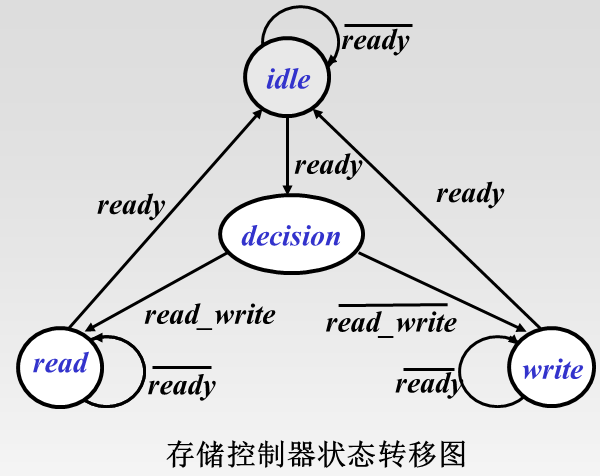 ready
idle
ready
ready
ready
decision
read_write
read_write
read
ready
ready
write
存储控制器状态转移图